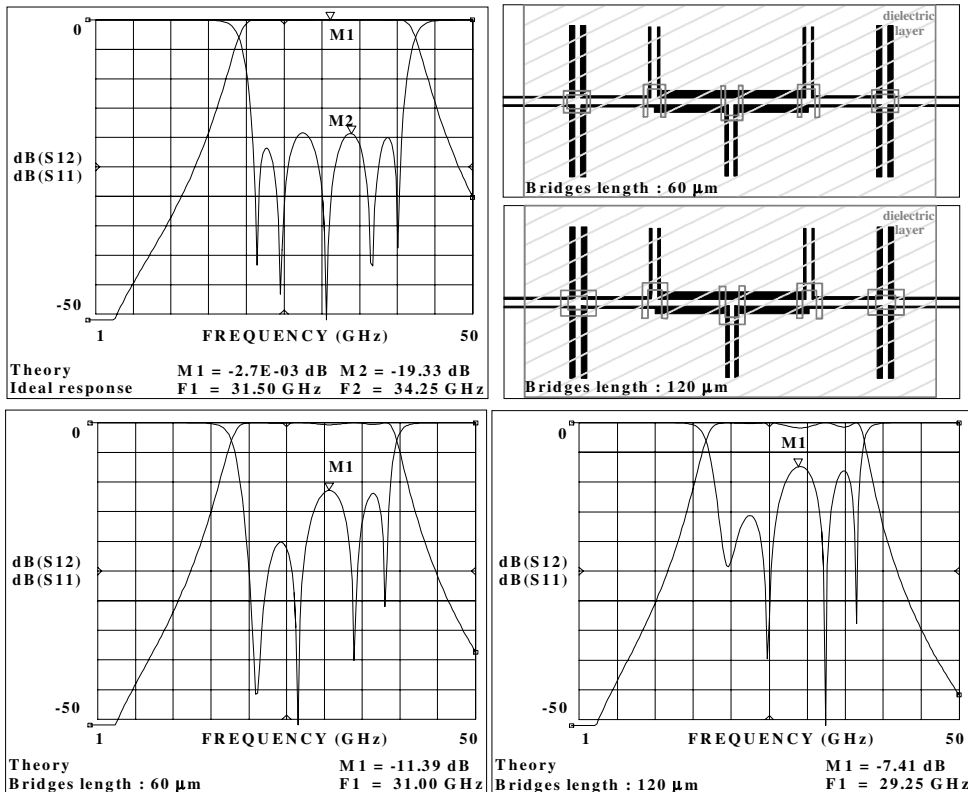 0
M1
M2
dB(S12)
dB(S11)
-50
1 FREQUENCY (GHz) 50
Theory M1 = -2.7E-03 dB M2 = -19.33 dB
Ideal response F1 = 31.50 GHz F2 = 34.25 GHz
dielectric
layer
Bridges length : 60 µm
dielectric
layer
Bridges length : 120 µm
0
M1
dB(S12)
dB(S11)
-50
1 FREQUENCY (GHz) 50
Theory M1 = -11.39 dB
Bridges length : 60 µm F1 = 31.00 GHz
0
M1
dB(S12)
dB(S11)
-50
1 FREQUENCY (GHz) 50
Theory M1 = -7.41 dB
Bridges length : 120 µm F1 = 29.25 GHz